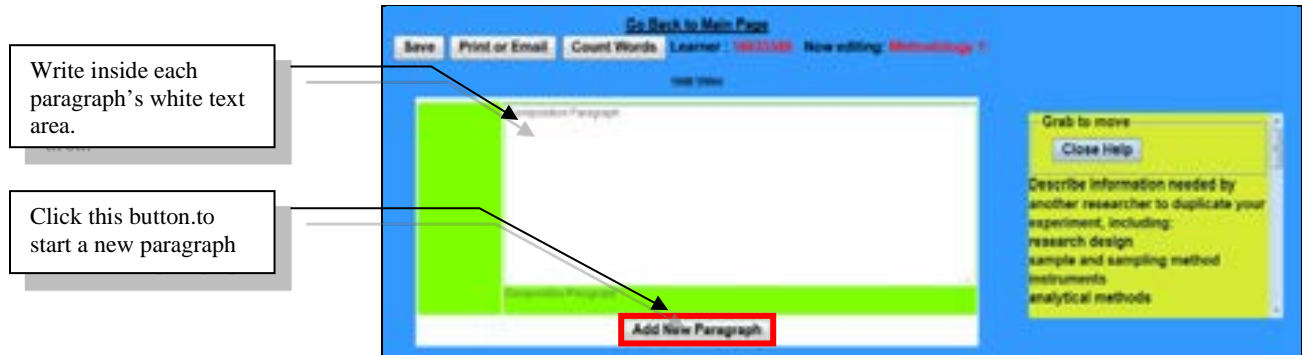 Go Back to Main Page
Save Print or Email Count Words Learner : Now editing: Methodology 1
Write inside each
paragraph's white text
area.
Composition Paragraph
Grab to move
Close Help
Describe information needed by
another researcher to duplicate your
experiment, including:
research design
sample and sampling method
instruments
analytical methods
Click this button.to
start a new paragraph
Composition Paragraph
Add New Paragraph